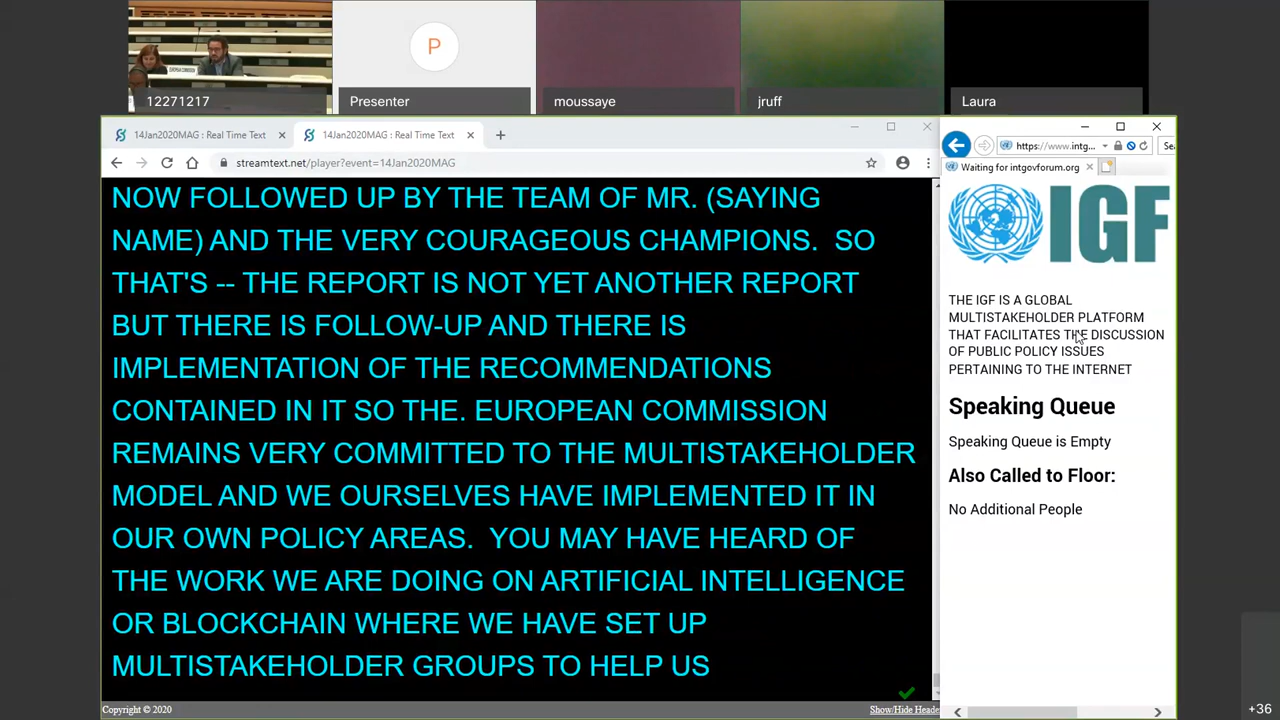 EUROPEAN COMMISSION
P
12271217
Presenter
moussaye
jruff
Laura
14Jan2020MAG : Real Time Text
14Jan2020MAG : Real Time Text
streamtext.net/player?event=14Jan2020MAG
NOW FOLLOWED UP BY THE TEAM OF MR. (SAYING
NAME) AND THE VERY COURAGEOUS CHAMPIONS.  SO
THAT'S -- THE REPORT IS NOT YET ANOTHER REPORT
BUT THERE IS FOLLOW-UP AND THERE IS
IMPLEMENTATION OF THE RECOMMENDATIONS
CONTAINED IN IT SO THE. EUROPEAN COMMISSION
REMAINS VERY COMMITTED TO THE MULTISTAKEHOLDER
MODEL AND WE OURSELVES HAVE IMPLEMENTED IT IN
OUR OWN POLICY AREAS.  YOU MAY HAVE HEARD OF
THE WORK WE ARE DOING ON ARTIFICIAL INTELLIGENCE
OR BLOCKCHAIN WHERE WE HAVE SET UP
MULTISTAKEHOLDER GROUPS TO HELP US
Copyright © 2020
Show/Hide Heade
https://www.intg...
Sea
Waiting for intgovforum.org
IGF
THE IGF IS A GLOBAL
MULTISTAKEHOLDER PLATFORM
THAT FACILITATES THE DISCUSSION
OF PUBLIC POLICY ISSUES
PERTAINING TO THE INTERNET
Speaking Queue
Speaking Queue is Empty
Also Called to Floor:
No Additional People
+36